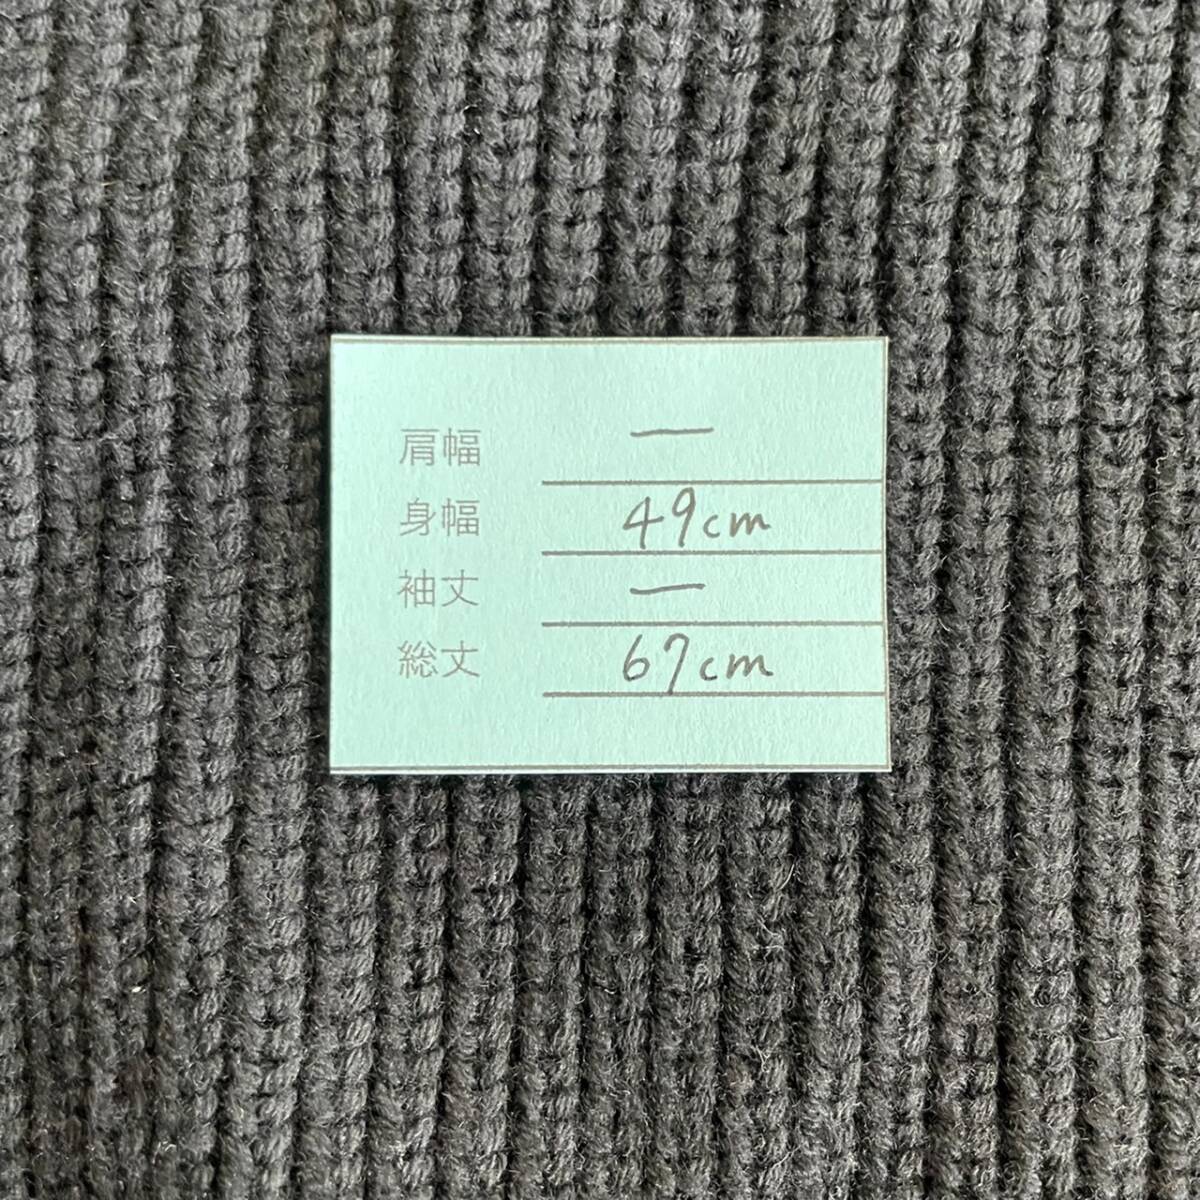 肩幅 ー
身幅 49cm
袖丈 ー
総丈 67cm